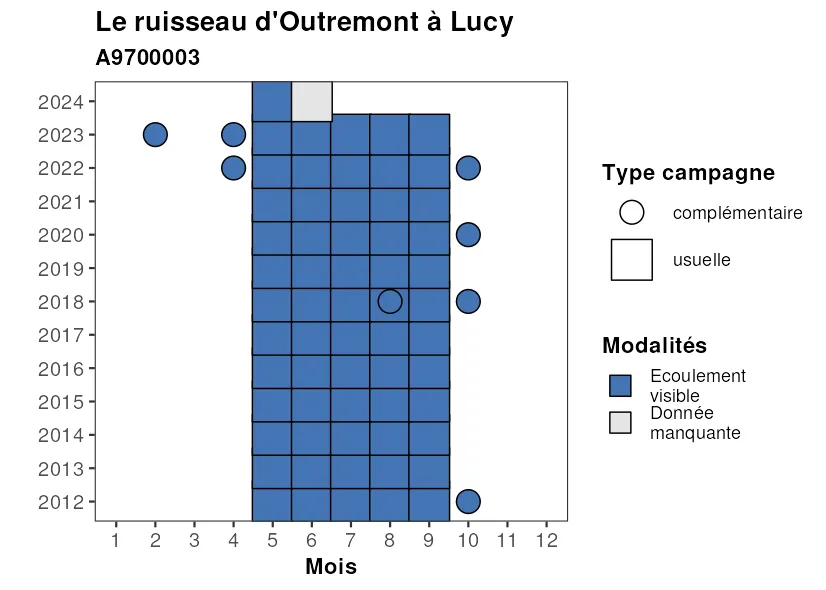 Le ruisseau d'Outremont à Lucy
A9700003
2024
2023
2022
2021
2020
2019
2018
2017
2016
2015
2014
2013
2012
1 2 3 4 5 6 7 8 9 10 11 12
Mois
Type campagne
complémentaire
usuelle
Modalités
Ecoulement
visible
Donnée
manquante